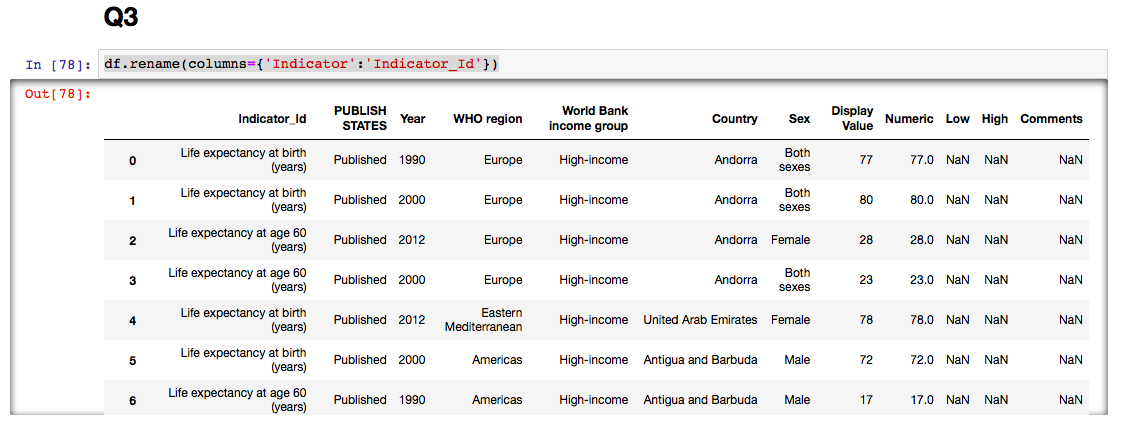 Q3
In [78]: df.rename(columns={'Indicator':'Indicator_Id'})
Out[78]:
Indicator_Id PUBLISH STATES Year WHO region World Bank income group Country Sex Display Value Numeric Low High Comments
0 Life expectancy at birth (years) Published 1990 Europe High-income Andorra Both sexes 77 77.0 NaN NaN NaN
1 Life expectancy at birth (years) Published 2000 Europe High-income Andorra Both sexes 80 80.0 NaN NaN NaN
2 Life expectancy at age 60 (years) Published 2012 Europe High-income Andorra Female 28 28.0 NaN NaN NaN
3 Life expectancy at age 60 (years) Published 2000 Europe High-income Andorra Both sexes 23 23.0 NaN NaN NaN
4 Life expectancy at birth (years) Published 2012 Eastern Mediterranean High-income United Arab Emirates Female 78 78.0 NaN NaN NaN
5 Life expectancy at birth (years) Published 2000 Americas High-income Antigua and Barbuda Male 72 72.0 NaN NaN NaN
6 Life expectancy at age 60 (years) Published 1990 Americas High-income Antigua and Barbuda Male 17 17.0 NaN NaN NaN